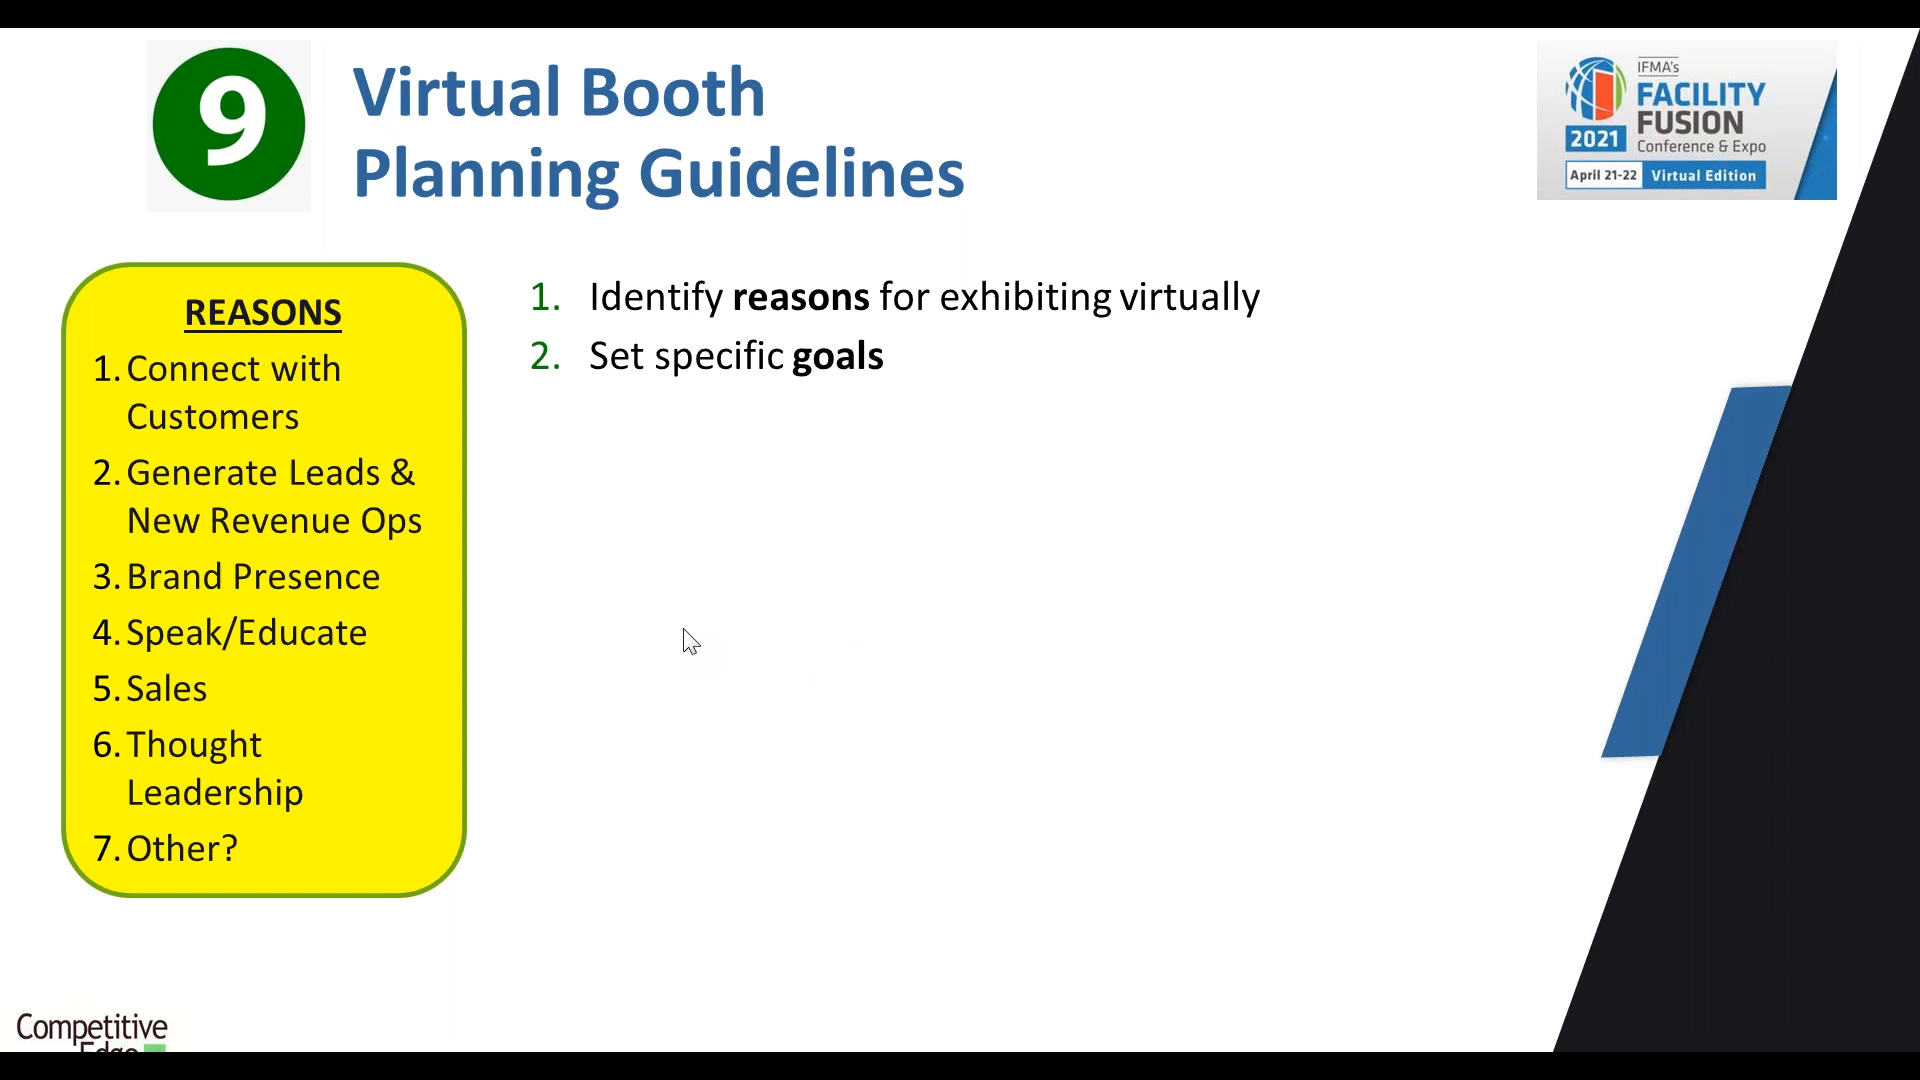 9
Virtual Booth
Planning Guidelines
IFMA's
FACILITY
FUSION
2021
Conference & Expo
April 21-22 Virtual Edition
REASONS
1. Connect with
Customers
2. Generate Leads &
New Revenue Ops
3. Brand Presence
4. Speak/Educate
5. Sales
6. Thought
Leadership
7. Other?
1. Identify reasons for exhibiting virtually
2. Set specific goals
Competitive
Edge